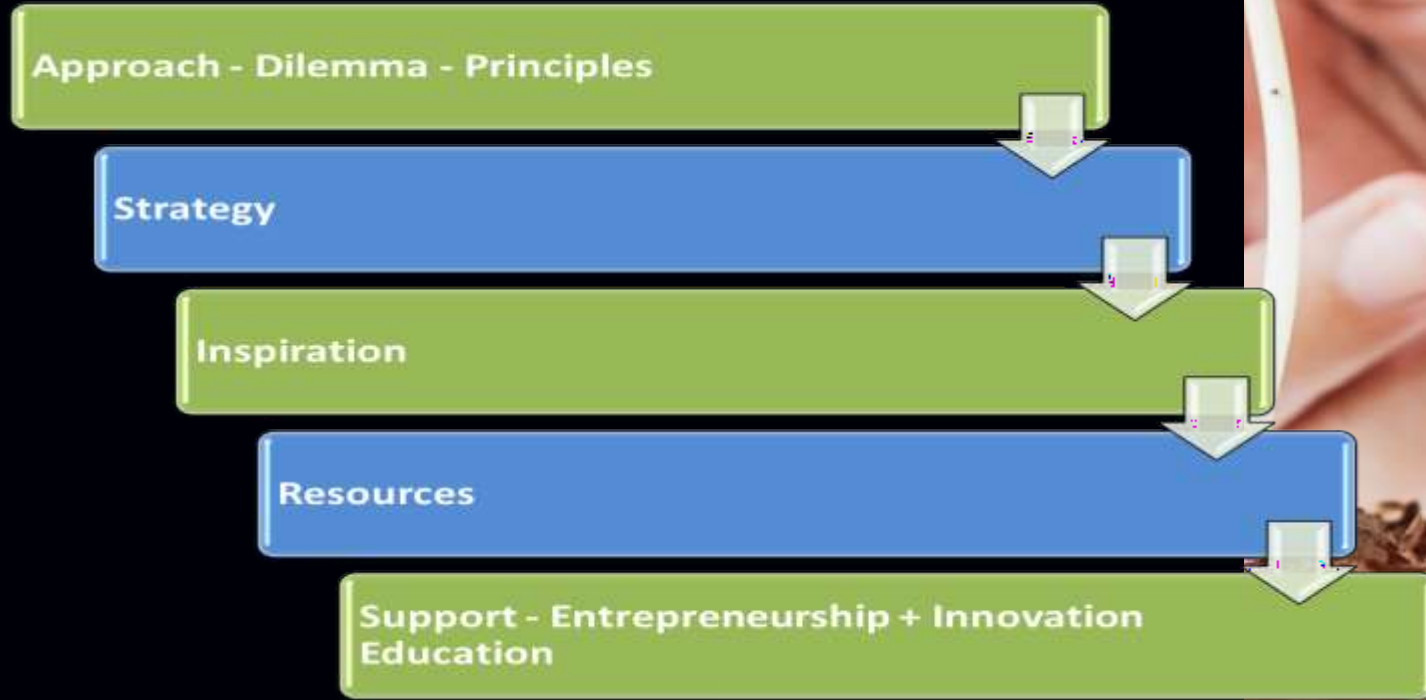 Approach - Dilemma - Principles
Strategy
Inspiration
Resources
Support - Entrepreneurship + Innovation
Education